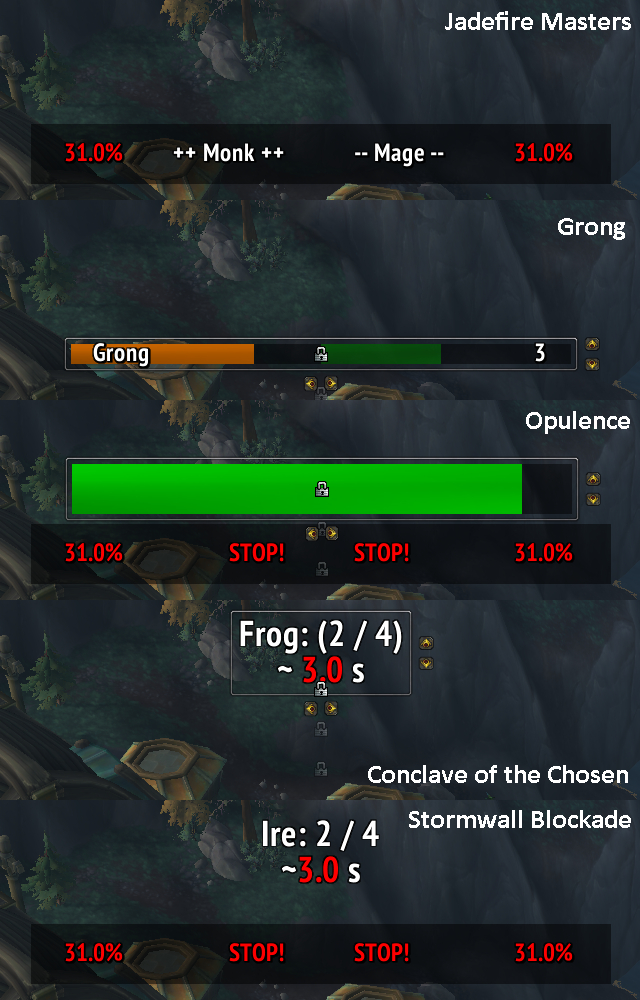 Jadefire Masters
31.0% ++ Monk ++ -- Mage -- 31.0%
Grong
Grong 3
Opulence
31.0% STOP! STOP! 31.0%
Frog: (2 / 4)
~ 3.0 s
Conclave of the Chosen
Stormwall Blockade
Ire: 2 / 4
~3.0 s
31.0% STOP! STOP! 31.0%